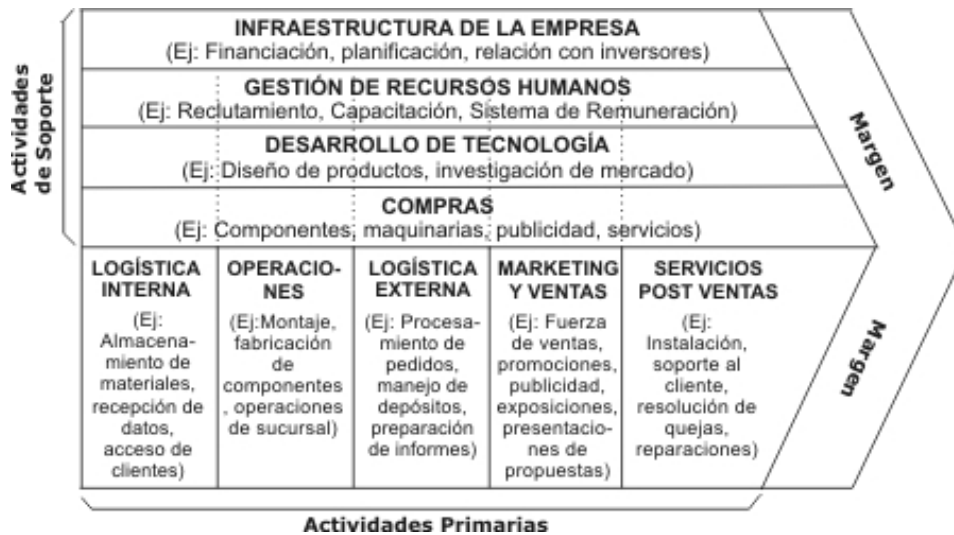 Actividades
de Soporte
INFRAESTRUCTURA DE LA EMPRESA
(Ej: Financiación, planificación, relación con inversores)
GESTIÓN DE RECURSOS HUMANOS
(Ej: Reclutamiento, Capacitación, Sistema de Remuneración)
DESARROLLO DE TECNOLOGÍA
(Ej: Diseño de productos, investigación de mercado)
COMPRAS
(Ej: Componentes, maquinarias, publicidad, servicios)
LOGÍSTICA
INTERNA
(Ej:
Almacena-
miento de
materiales,
recepción de
datos,
acceso de
clientes)
OPERACIO-
NES
(Ej:Montaje,
fabricación
de
componentes
, operaciones
de sucursal)
LOGÍSTICA
EXTERNA
(Ej: Procesa-
miento de
pedidos,
manejo de
depósitos,
preparación
de informes)
MARKETING
Y VENTAS
(Ej: Fuerza
de ventas,
promociones,
publicidad,
exposiciones,
presentacio-
nes de
propuestas)
SERVICIOS
POST VENTAS
(Ej:
Instalación,
soporte al
cliente,
resolución de
quejas,
reparaciones)
Margen
Margen
Actividades Primarias